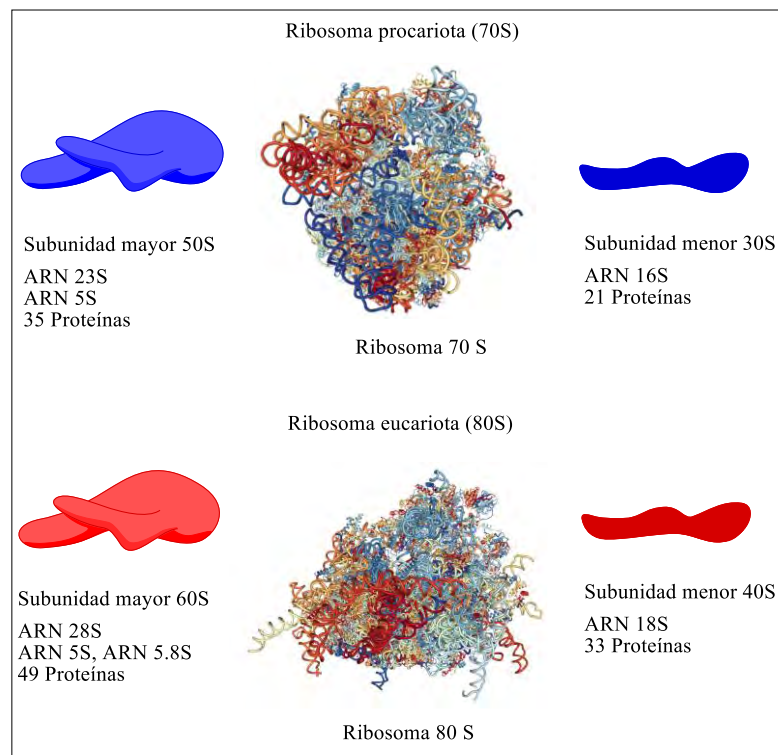 Ribosoma procariota (70S)
Subunidad mayor 50S
ARN 23S
ARN 5S
35 Proteínas
Subunidad menor 30S
ARN 16S
21 Proteínas
Ribosoma 70 S
Ribosoma eucariota (80S)
Subunidad mayor 60S
ARN 28S
ARN 5S, ARN 5.8S
49 Proteínas
Subunidad menor 40S
ARN 18S
33 Proteínas
Ribosoma 80 S